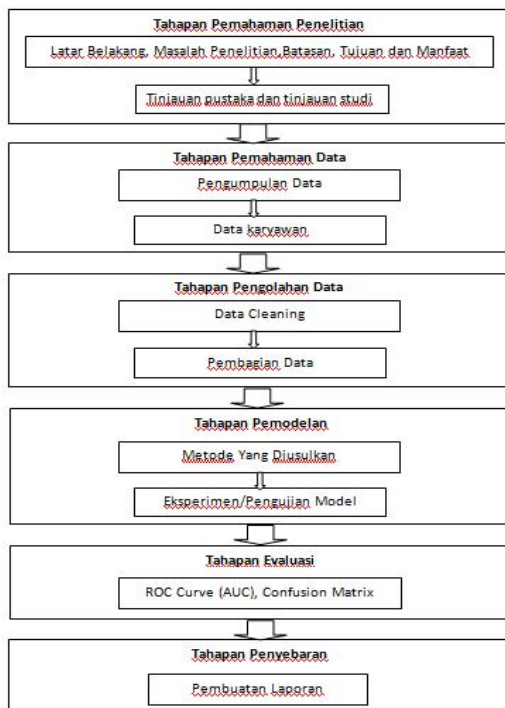 Tahapan Pemahaman Penelitian
Latar Belakang, Masalah Penelitian,Batasan, Tujuan dan Manfaat
Tinjauan pustaka dan tinjauan studi
Tahapan Pemahaman Data
Pengumpulan Data
Data karyawan
Tahapan Pengolahan Data
Data Cleaning
Pembagian Data
Tahapan Pemodelan
Metode Yang Diusulkan
Eksperimen/Pengujian Model
Tahapan Evaluasi
ROC Curve (AUC), Confusion Matrix
Tahapan Penyebaran
Pembuatan Laporan